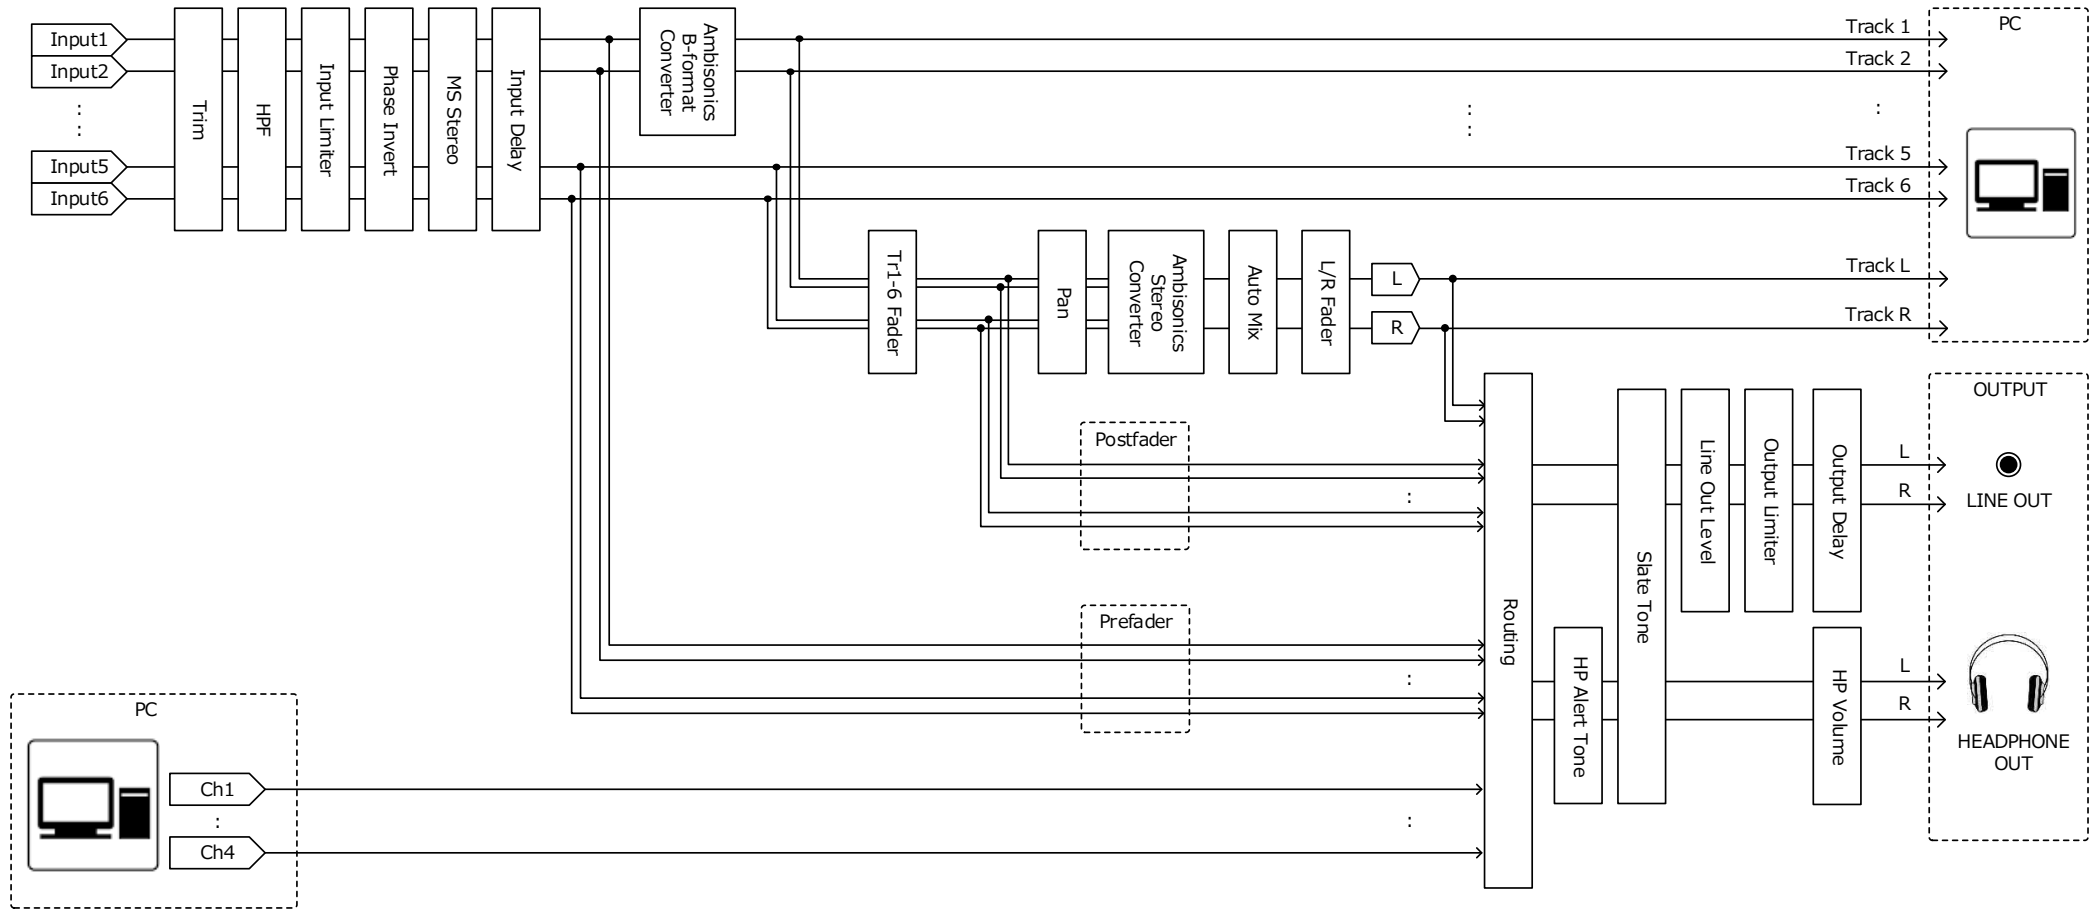 Input1
Input2
:
:
Input5
Input6
Trim
HPF
Input Limiter
Phase Invert
MS Stereo
Input Delay
Ambisonics
B-format
Converter
Track 1
Track 2
:
:
:
Track 5
Track 6
Track L
Track R
PC
Tr1-6 Fader
Pan
Ambisonics
Stereo
Converter
Auto Mix
L/R Fader
L
R
Postfader
:
Prefader
:
PC
Ch1
:
Ch4
:
Routing
HP Alert Tone
Slate Tone
Line Out Level
Output Limiter
Output Delay
HP Volume
L
R
L
R
OUTPUT
LINE OUT
HEADPHONE
OUT